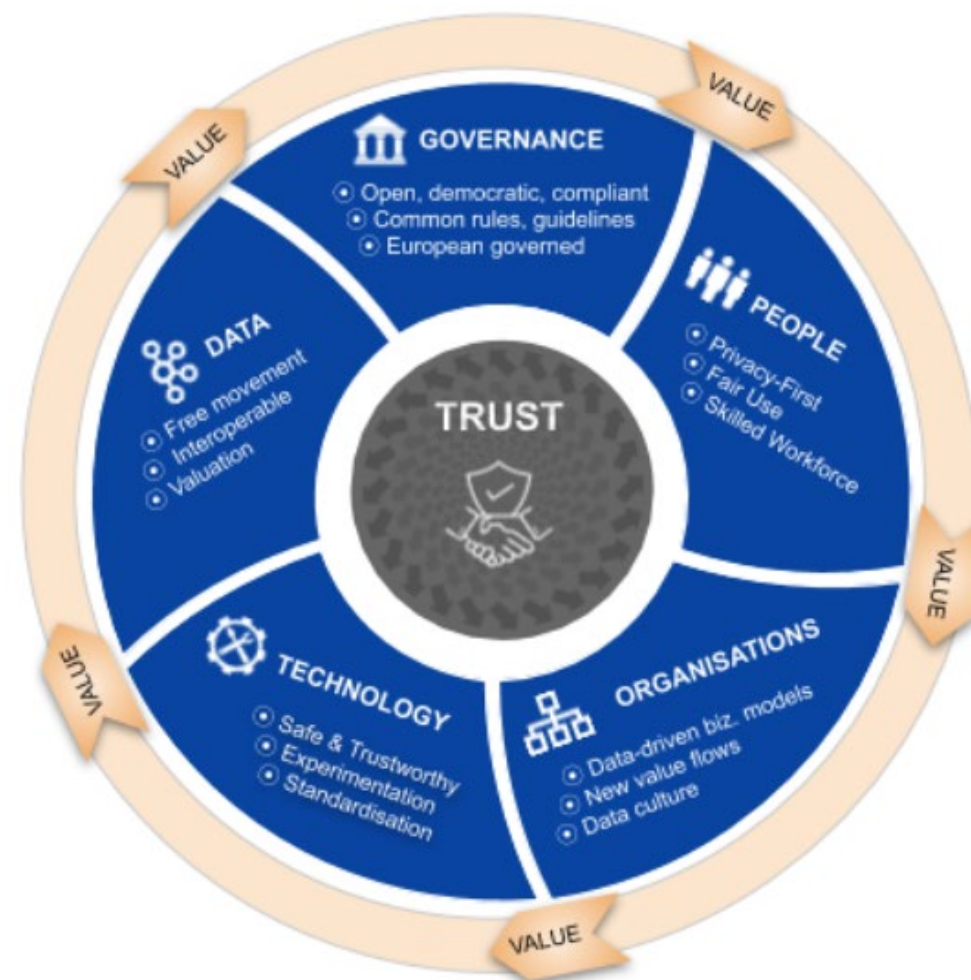 VALUE
VALUE
GOVERNANCE
Open, democratic, compliant
Common rules, guidelines
European governed
PEOPLE
Privacy-First
Fair Use
Skilled Workforce
DATA
Free movement
Interoperable
Valuation
TRUST
VALUE
ORGANISATIONS
Data-driven biz. models
New value flows
Data culture
TECHNOLOGY
Safe & Trustworthy
Experimentation
Standardisation
VALUE
VALUE